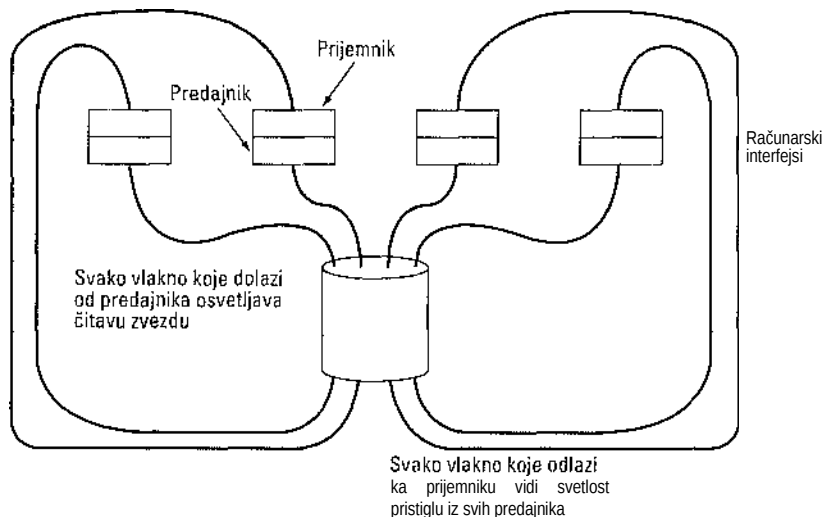 Prijemnik
Predajnik
Računarski
interfejsi
Svako vlakno koje dolazi
od predajnika osvetljava
čitavu zvezdu
Svako vlakno koje odlazi
ka prijemniku vidi svetlost
pristiglu iz svih predajnika